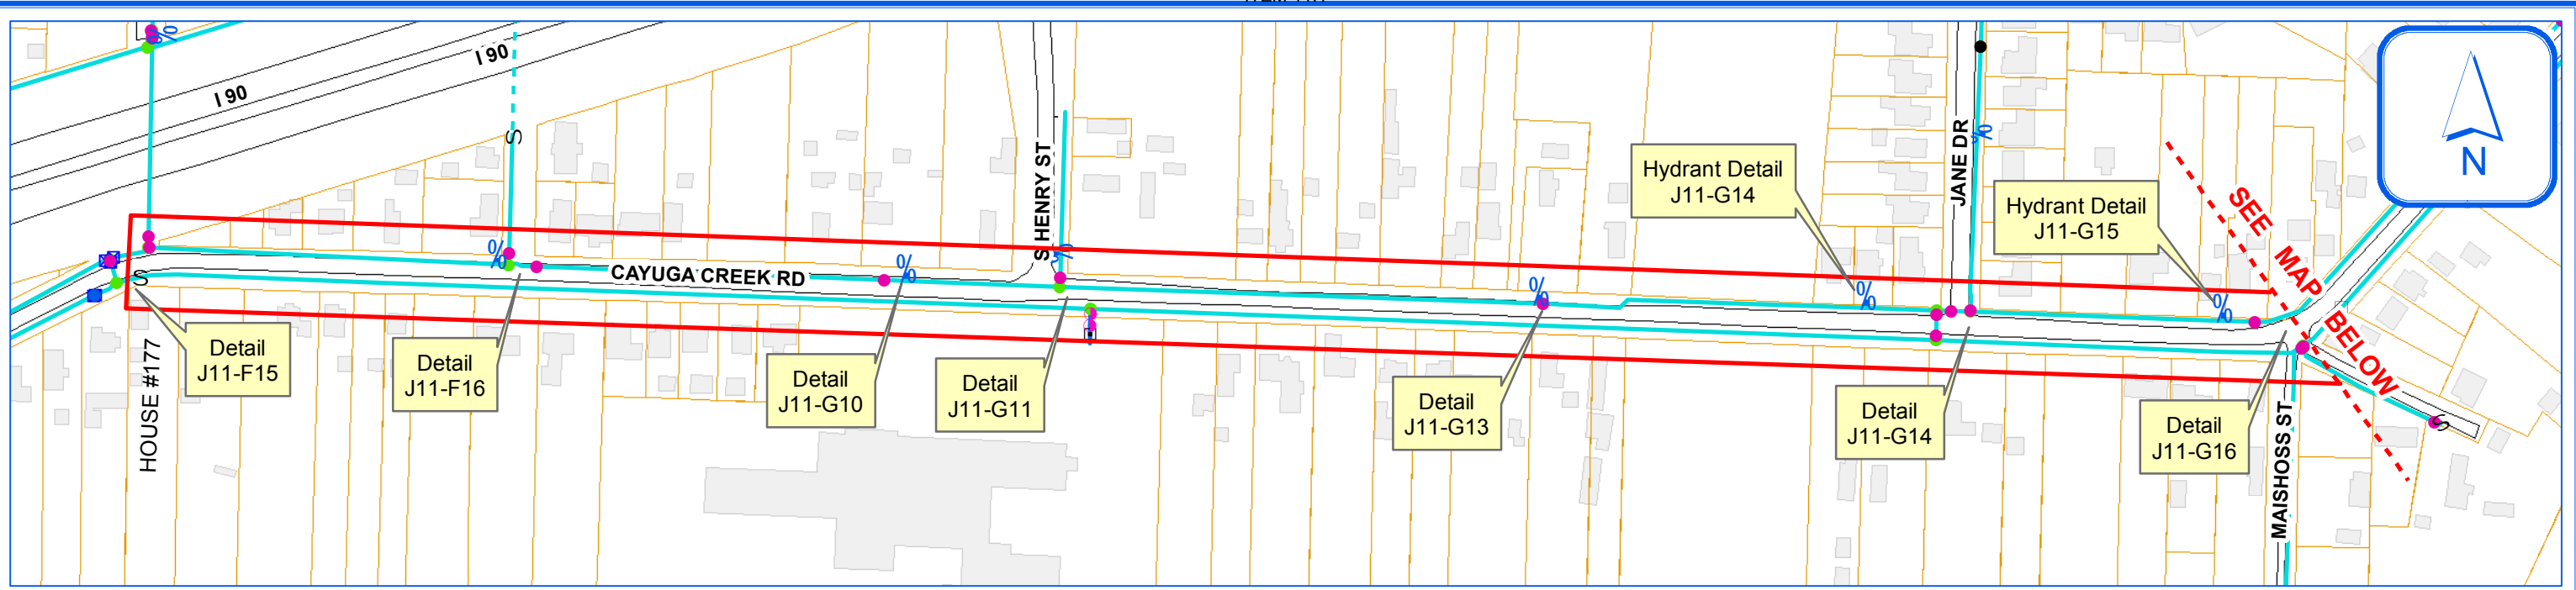 I 90
I 90
S
S HENRY ST
JANE DR
N
Hydrant Detail
J11-G14
Hydrant Detail
J11-G15
SEE MAP BELOW
S
CAYUGA CREEK RD
HOUSE #177
Detail
J11-F15
Detail
J11-F16
Detail
J11-G10
Detail
J11-G11
Detail
J11-G13
Detail
J11-G14
Detail
J11-G16
MAISHOSS ST
S